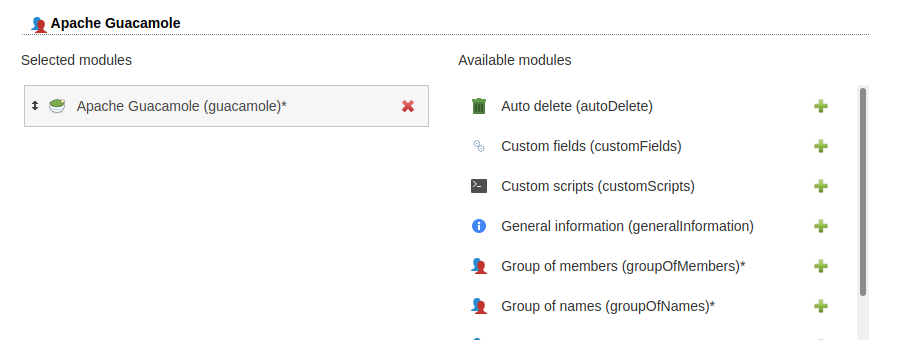 Apache Guacamole
Selected modules
Available modules
Apache Guacamole (guacamole)*
Auto delete (autoDelete)
Custom fields (customFields)
Custom scripts (customScripts)
General information (generalInformation)
Group of members (groupOfMembers)*
Group of names (groupOfNames)*